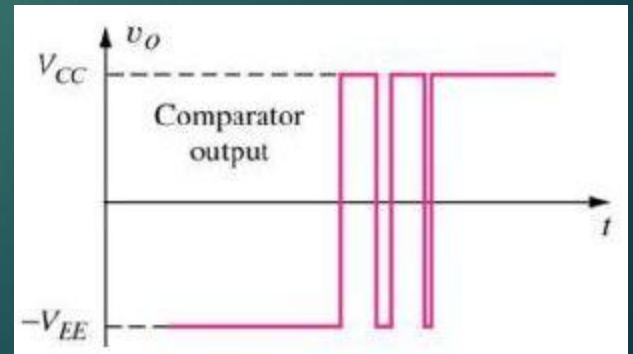 v_O
V_CC
Comparator
output
t
-V_EE